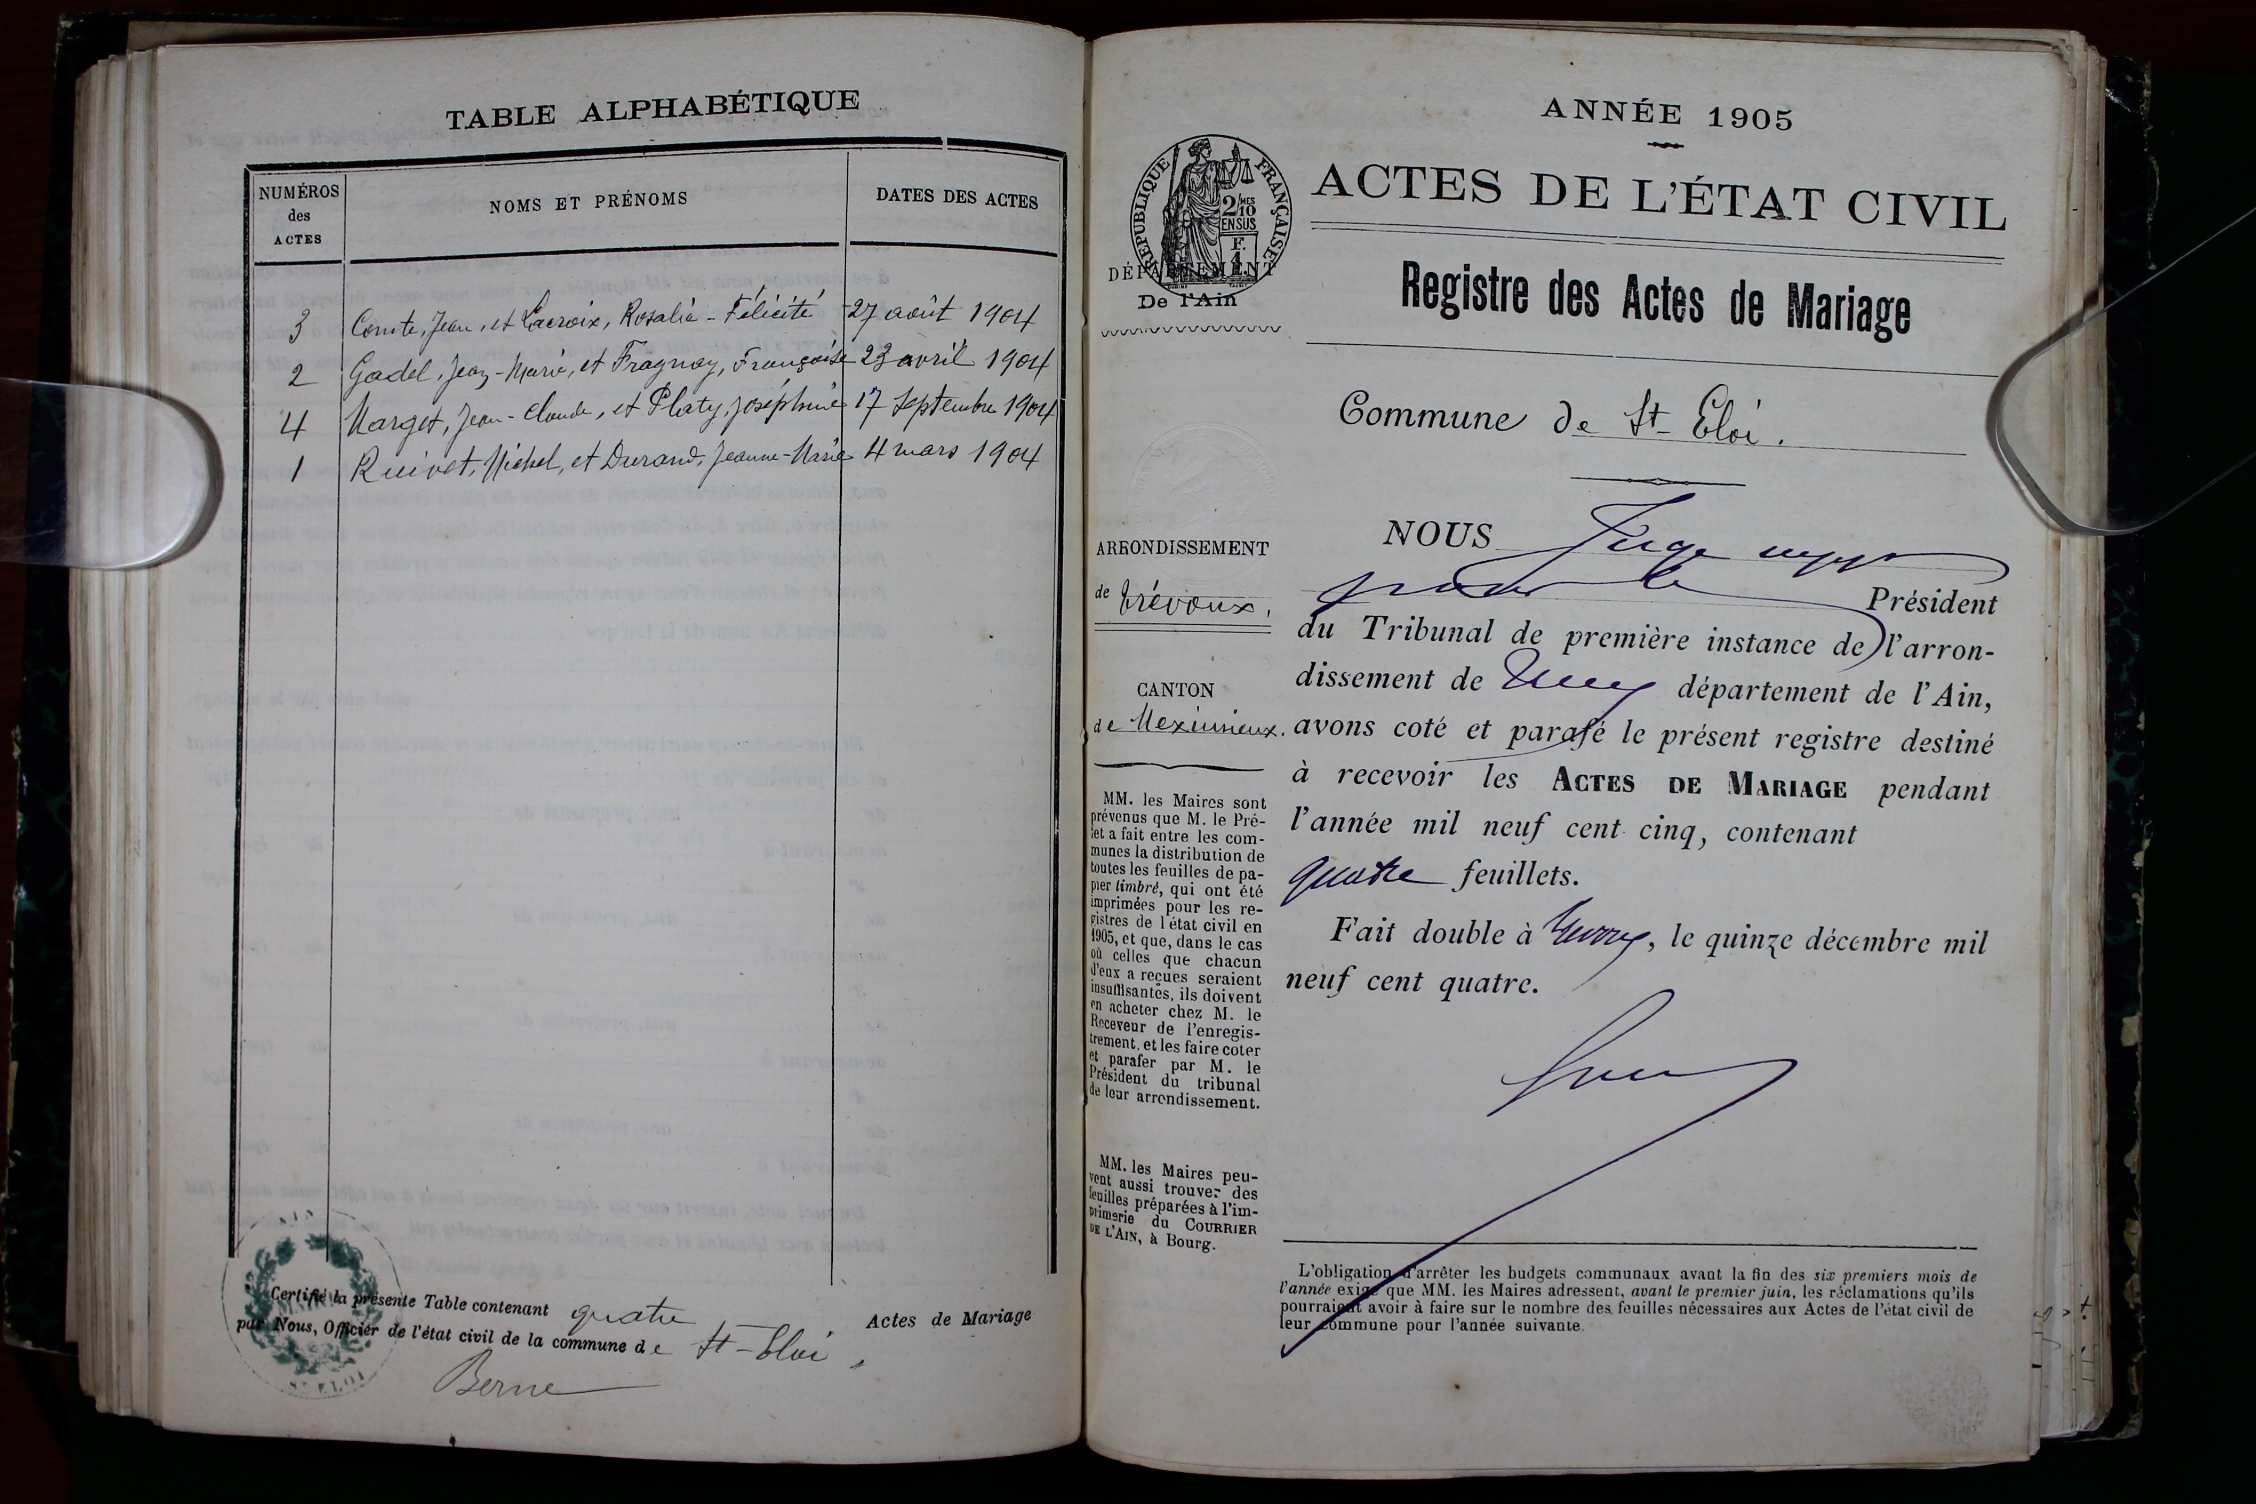 TABLE ALPHABÉTIQUE
NUMÉROS des ACTES
NOMS ET PRÉNOMS
DATES DES ACTES
3 Comte, Jean, et Lacroix, Rosalie-Félicité 27 août 1904
2 Gadel, Jean-Marie, et Fragnay, Françoise 23 avril 1904
4 Marget, Jean-Claude, et Platy, Joséphine 17 septembre 1904
1 Ruivet, Michel, et Durand, Jeanne-Marie 4 mars 1904
Certifié la présente Table contenant quatre Actes de Mariage
par Nous, Officier de l'état civil de la commune de St-Eloi.
Berne
MAIRIE
ST ELOI
ANNÉE 1905
RÉPUBLIQUE FRANÇAISE
2/10
MES
EN SUS
F.
1
ACTES DE L'ÉTAT CIVIL
DÉPARTEMENT
De l'Ain
Registre des Actes de Mariage
Commune de St-Eloi.
ARRONDISSEMENT
de Trévoux.
CANTON
de Meximieux.
MM. les Maires sont
prévenus que M. le Pré-
fet a fait entre les com-
munes la distribution de
toutes les feuilles de pa-
pier timbré, qui ont été
imprimées pour les re-
gistres de l'état civil en
1905, et que, dans le cas
où celles que chacun
d'eux a reçues seraient
insuffisantes, ils doivent
en acheter chez M. le
Receveur de l'enregis-
trement, et les faire coter
et parafer par M. le
Président du tribunal
de leur arrondissement.
MM. les Maires peu-
vent aussi trouver des
feuilles préparées à l'im-
primerie du COURRIER
DE L'AIN, à Bourg.
NOUS Juge
Président
du Tribunal de première instance de l'arron-
dissement de Trévoux département de l'Ain,
avons coté et parafé le présent registre destiné
à recevoir les ACTES DE MARIAGE pendant
l'année mil neuf cent cinq, contenant
quatre feuillets.
Fait double à Trévoux, le quinze décembre mil
neuf cent quatre.
L'obligation d'arrêter les budgets communaux avant la fin des six premiers mois de
l'année exige que MM. les Maires adressent, avant le premier juin, les réclamations qu'ils
pourraient avoir à faire sur le nombre des feuilles nécessaires aux Actes de l'état civil de
leur commune pour l'année suivante.